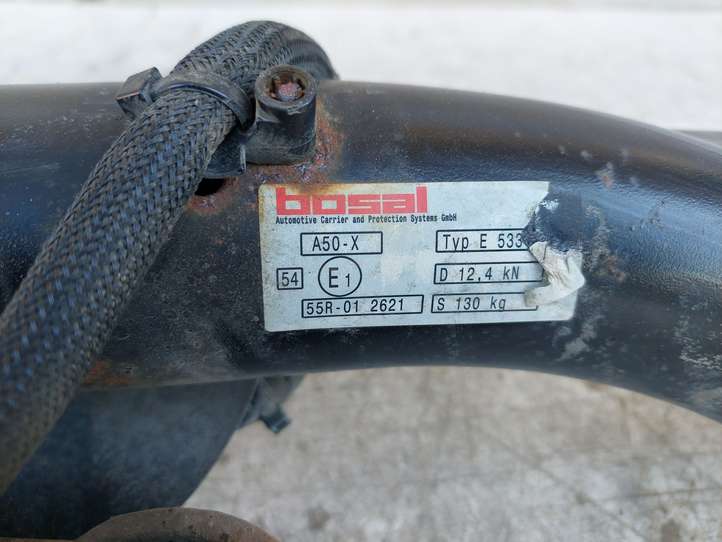 bosal
Automotive Carrier and Protection Systems GmbH
A50-X Typ E 533
54 E1 D 12,4 kN
55R-01 2621 S 130 kg